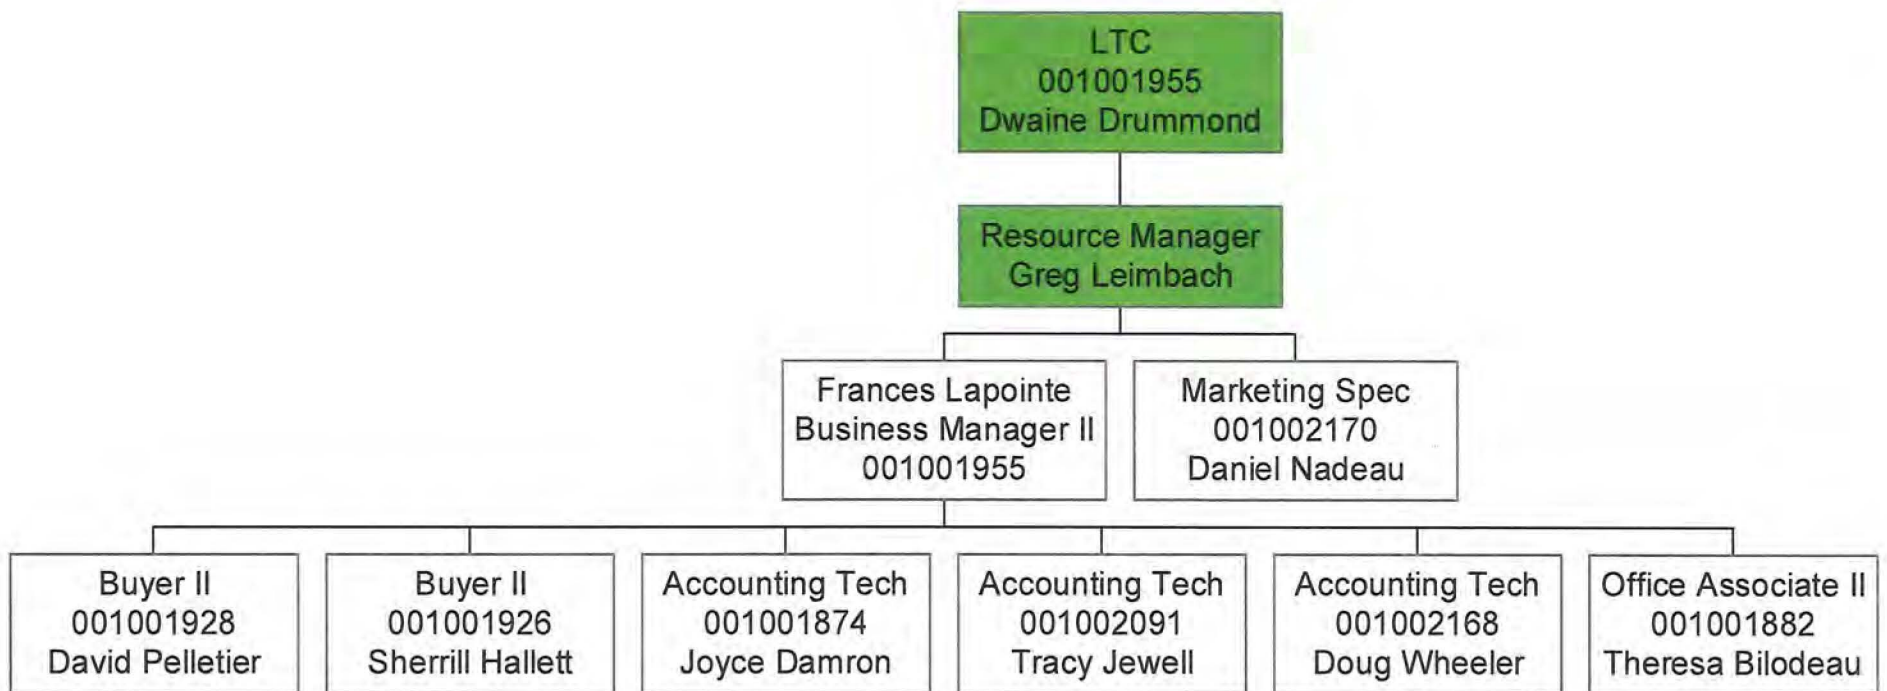 LTC
001001955
Dwaine Drummond
Resource Manager
Greg Leimbach
Frances Lapointe
Business Manager II
001001955
Marketing Spec
001002170
Daniel Nadeau
Buyer II
001001928
David Pelletier
Buyer II
001001926
Sherrill Hallett
Accounting Tech
001001874
Joyce Damron
Accounting Tech
001002091
Tracy Jewell
Accounting Tech
001002168
Doug Wheeler
Office Associate II
001001882
Theresa Bilodeau